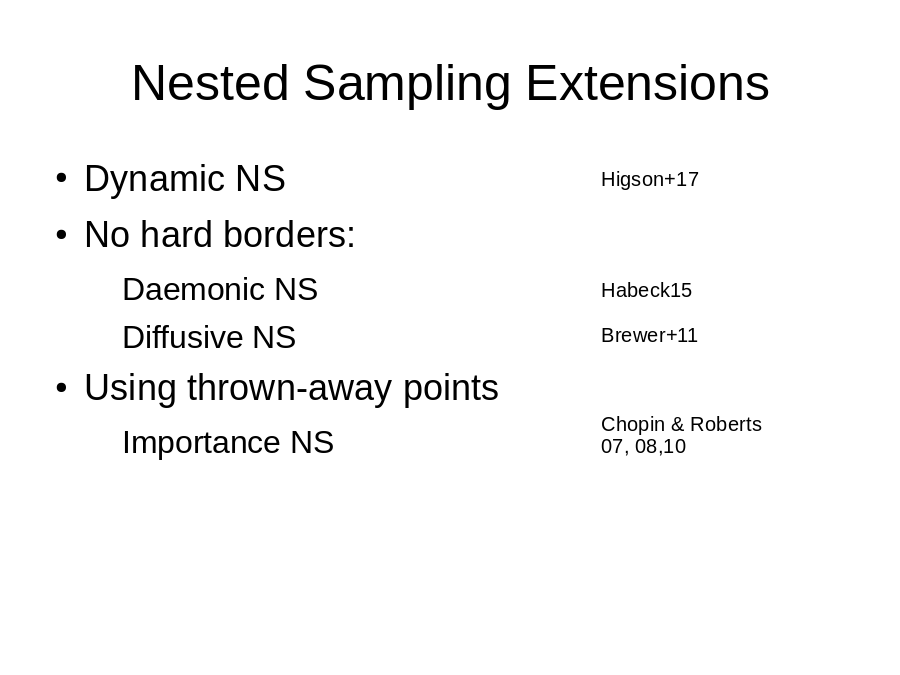 Nested Sampling Extensions
• Dynamic NS
Higson+17
• No hard borders:
Daemonic NS
Habeck15
Diffusive NS
Brewer+11
• Using thrown-away points
Importance NS
Chopin & Roberts
07, 08,10